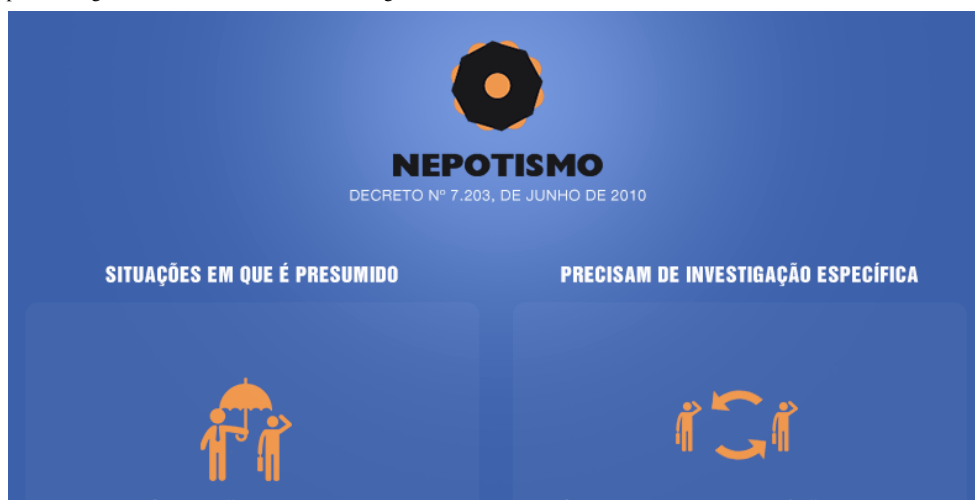 NEPOTISMO
DECRETO Nº 7.203, DE JUNHO DE 2010
SITUAÇÕES EM QUE É PRESUMIDO
PRECISAM DE INVESTIGAÇÃO ESPECÍFICA